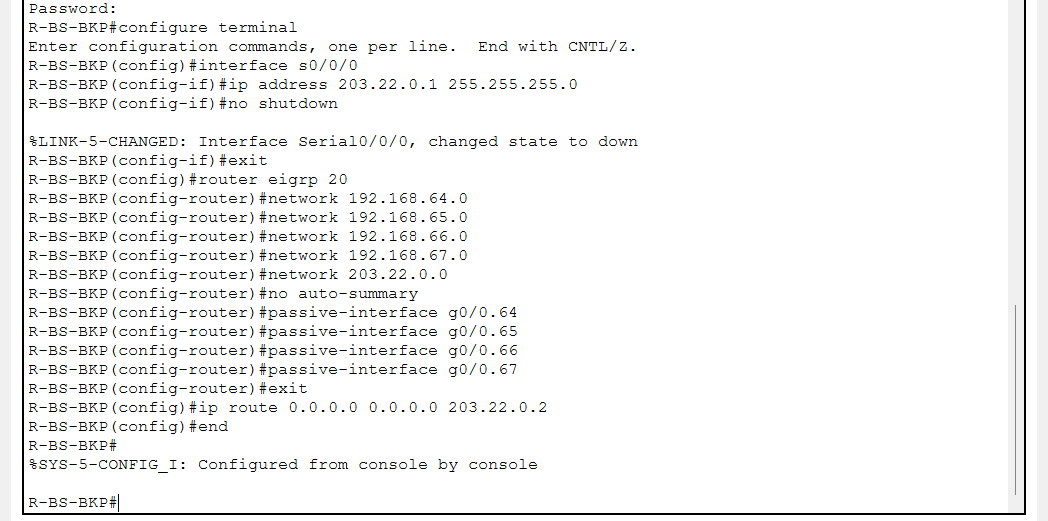 Password:
R-BS-BKP#configure terminal
Enter configuration commands, one per line.  End with CNTL/Z.
R-BS-BKP(config)#interface s0/0/0
R-BS-BKP(config-if)#ip address 203.22.0.1 255.255.255.0
R-BS-BKP(config-if)#no shutdown
%LINK-5-CHANGED: Interface Serial0/0/0, changed state to down
R-BS-BKP(config-if)#exit
R-BS-BKP(config)#router eigrp 20
R-BS-BKP(config-router)#network 192.168.64.0
R-BS-BKP(config-router)#network 192.168.65.0
R-BS-BKP(config-router)#network 192.168.66.0
R-BS-BKP(config-router)#network 192.168.67.0
R-BS-BKP(config-router)#network 203.22.0.0
R-BS-BKP(config-router)#no auto-summary
R-BS-BKP(config-router)#passive-interface g0/0.64
R-BS-BKP(config-router)#passive-interface g0/0.65
R-BS-BKP(config-router)#passive-interface g0/0.66
R-BS-BKP(config-router)#passive-interface g0/0.67
R-BS-BKP(config-router)#exit
R-BS-BKP(config)#ip route 0.0.0.0 0.0.0.0 203.22.0.2
R-BS-BKP(config)#end
R-BS-BKP#
%SYS-5-CONFIG_I: Configured from console by console
R-BS-BKP#